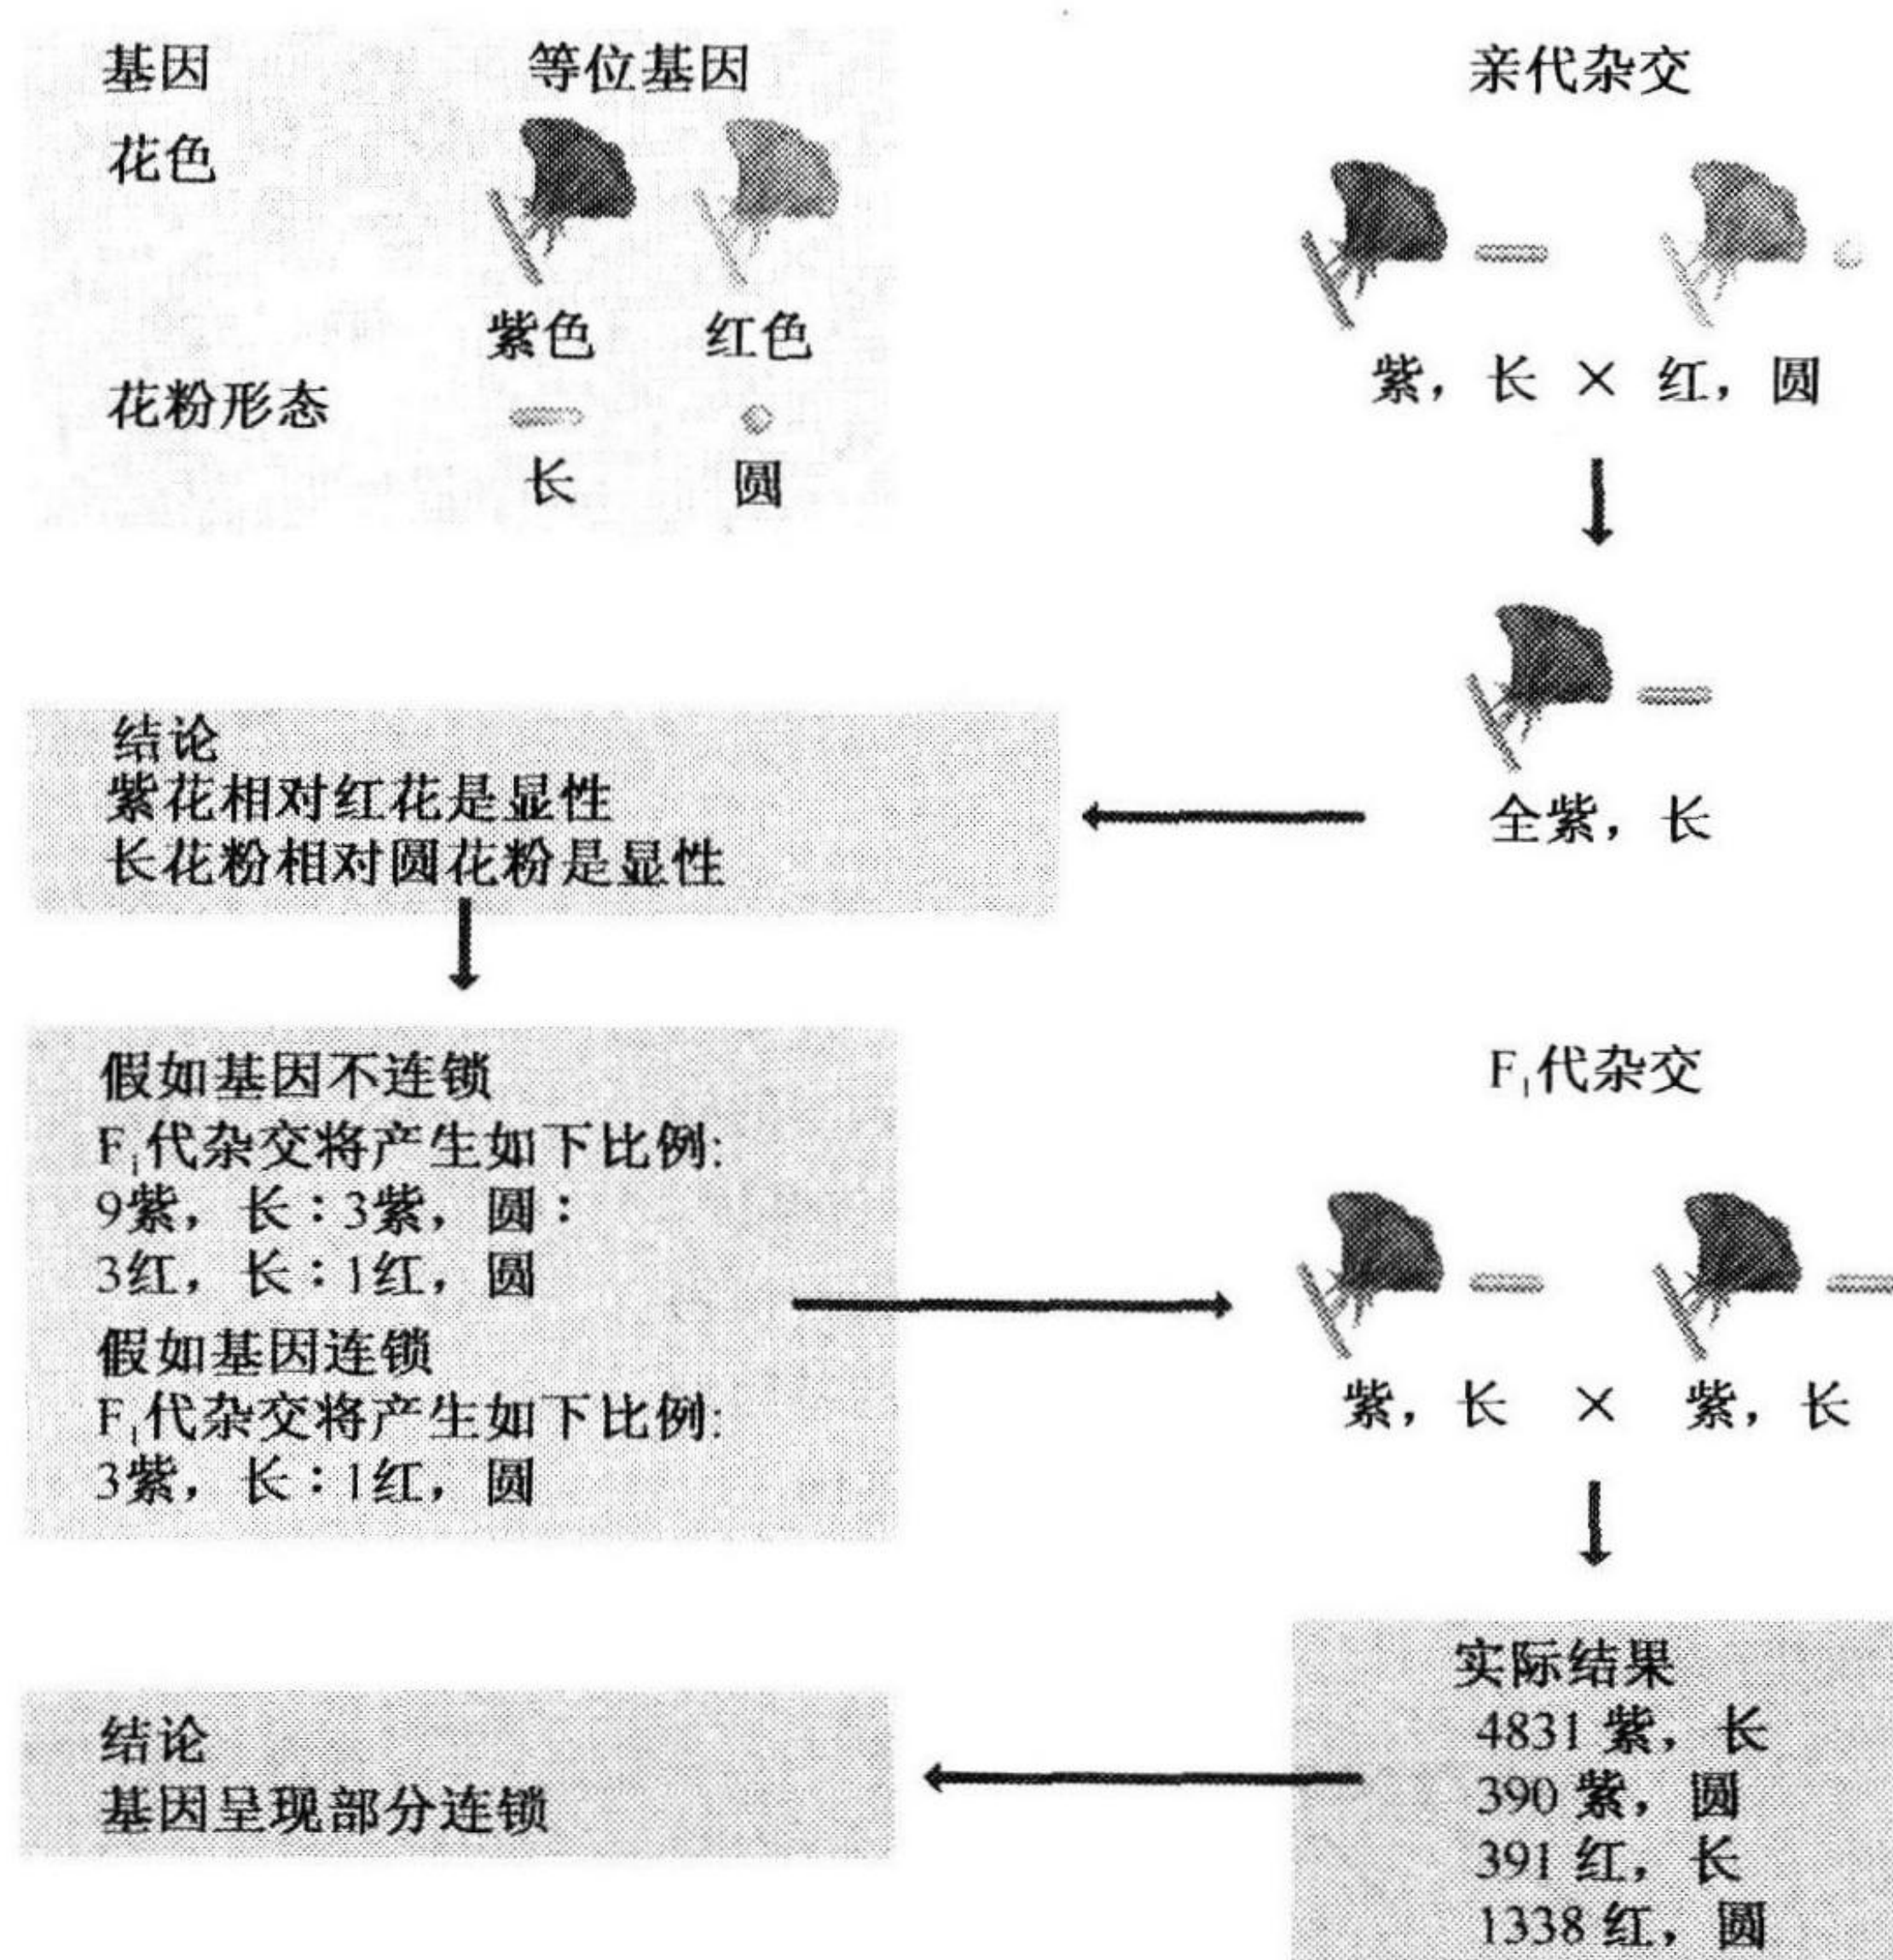 基因 等位基因
花色
紫色 红色
花粉形态
长 圆
亲代杂交
紫，长 × 红，圆
全紫，长
结论
紫花相对红花是显性
长花粉相对圆花粉是显性
假如基因不连锁
F₁代杂交将产生如下比例:
9紫，长∶3紫，圆∶
3红，长∶1红，圆
假如基因连锁
F₁代杂交将产生如下比例:
3紫，长∶1红，圆
F₁代杂交
紫，长 × 紫，长
实际结果
4831 紫，长
390 紫，圆
391 红，长
1338 红，圆
结论
基因呈现部分连锁